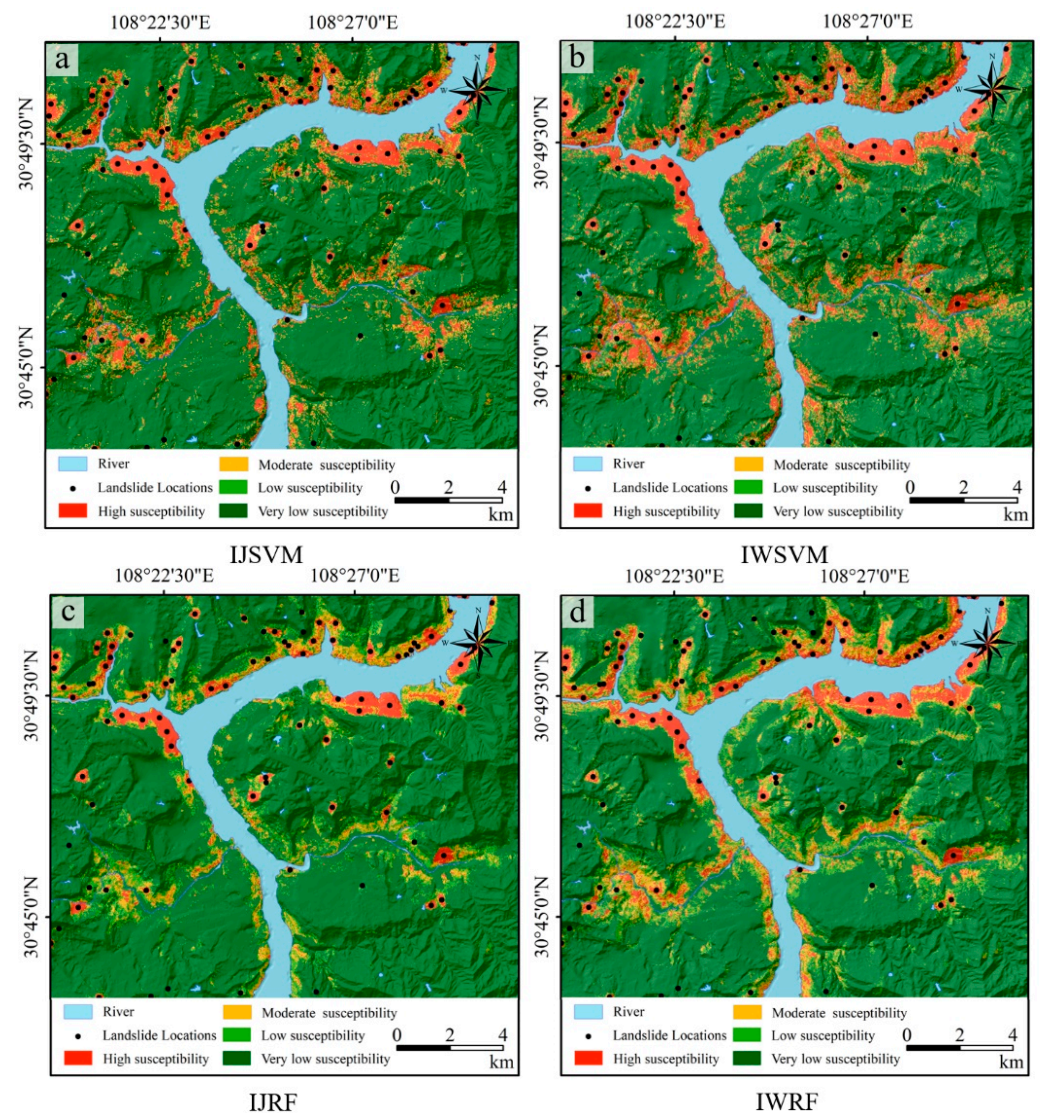 108°22'30"E 108°27'0"E 108°22'30"E 108°27'0"E
a
b
N
W
N
W
30°49'30"N
30°49'30"N
30°45'0"N
30°45'0"N
River
Landslide Locations
High susceptibility
Moderate susceptibility
Low susceptibility
Very low susceptibility
0 2 4
km
River
Landslide Locations
High susceptibility
Moderate susceptibility
Low susceptibility
Very low susceptibility
0 2 4
km
IJSVM
IWSVM
108°22'30"E 108°27'0"E 108°22'30"E 108°27'0"E
c
d
N
W
N
W
30°49'30"N
30°49'30"N
30°45'0"N
30°45'0"N
River
Landslide Locations
High susceptibility
Moderate susceptibility
Low susceptibility
Very low susceptibility
0 2 4
km
River
Landslide Locations
High susceptibility
Moderate susceptibility
Low susceptibility
Very low susceptibility
0 2 4
km
IJRF
IWRF